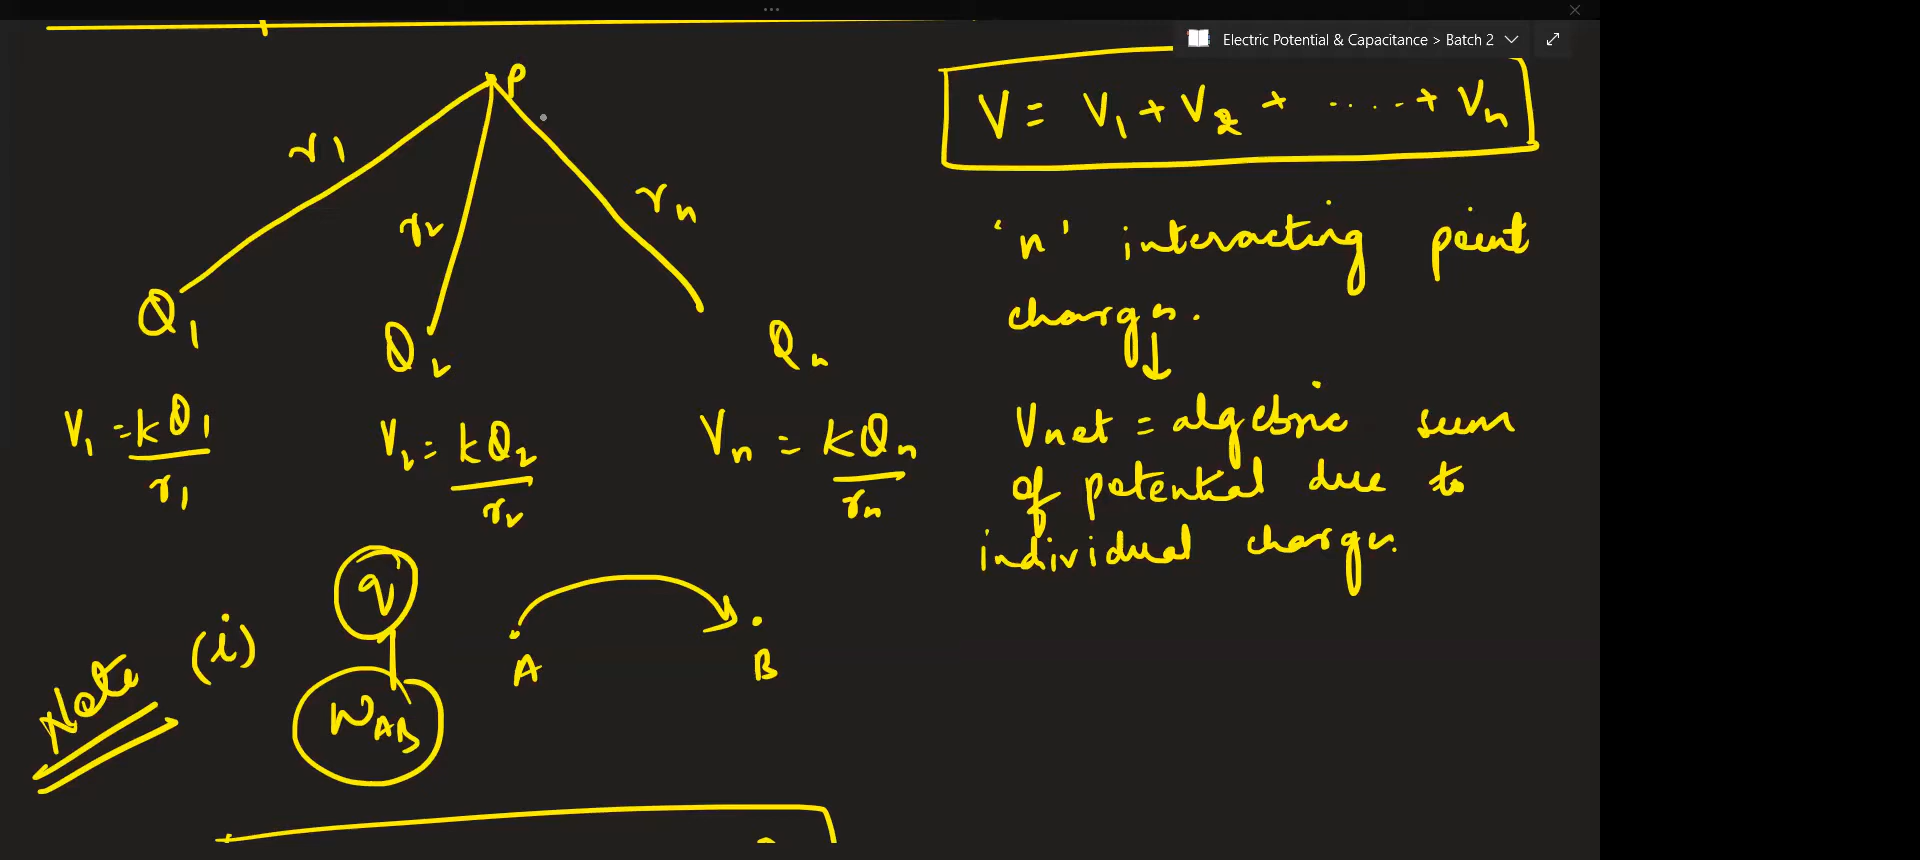 Electric Potential & Capacitance > Batch 2
P
r1
r2
rn
Q1
Q2
Qn
V1 = kQ1/r1
V2 = kQ2/r2
Vn = kQn/rn
V = V1 + V2 + ..... + Vn
'n' interacting point
charges.
Vnet = algebric sum
of potential due to
individual charges.
Note (i)
q
WAB
A
B